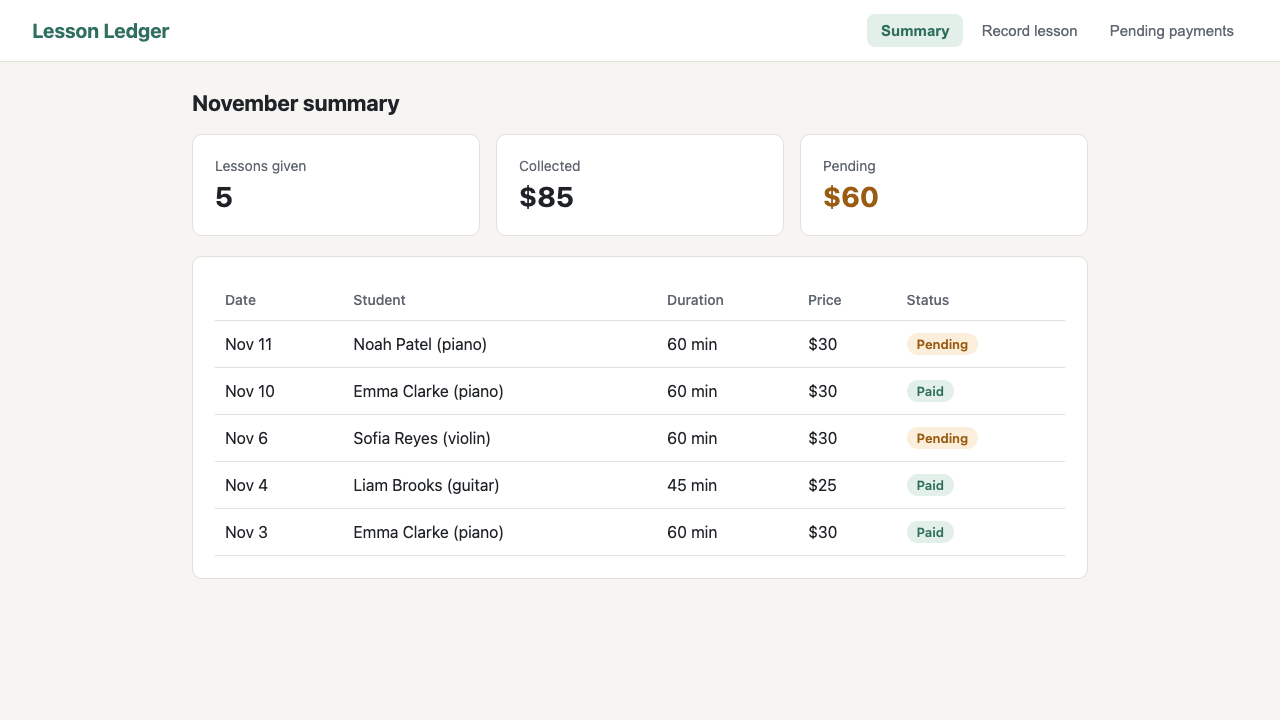 Lesson Ledger
Summary Record lesson Pending payments
November summary
Lessons given Collected Pending
5 $85 $60
Date Student Duration Price Status
Nov 11 Noah Patel (piano) 60 min $30 Pending
Nov 10 Emma Clarke (piano) 60 min $30 Paid
Nov 6 Sofia Reyes (violin) 60 min $30 Pending
Nov 4 Liam Brooks (guitar) 45 min $25 Paid
Nov 3 Emma Clarke (piano) 60 min $30 Paid